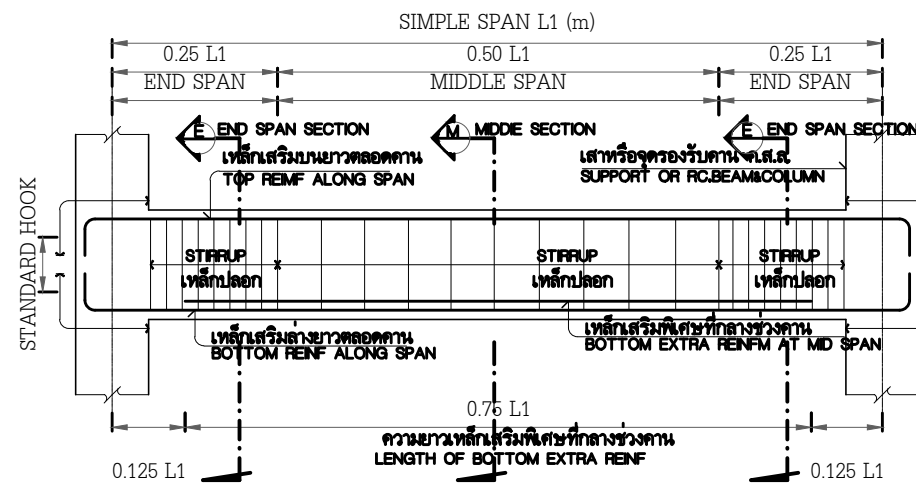 SIMPLE SPAN L1 (m)
0.25 L1
0.50 L1
0.25 L1
END SPAN
MIDDLE SPAN
END SPAN
E END SPAN SECTION
M MIDDIE SECTION
E END SPAN SECTION
เหล็กเสริมบนยาวตลอดคาน
TOP REIMF ALONG SPAN
เสาหรือจุดรองรับคาน ค.ส.ล.
SUPPORT OR RC.BEAM&COLUMN
STANDARD HOOK
STIRRUP
เหล็กปลอก
STIRRUP
เหล็กปลอก
STIRRUP
เหล็กปลอก
เหล็กเสริมล่างยาวตลอดคาน
BOTTOM REINF ALONG SPAN
เหล็กเสริมพิเศษที่กลางช่วงคาน
BOTTOM EXTRA REINFM AT MID SPAN
0.75 L1
ความยาวเหล็กเสริมพิเศษที่กลางช่วงคาน
LENGTH OF BOTTOM EXTRA REINF
0.125 L1
0.125 L1